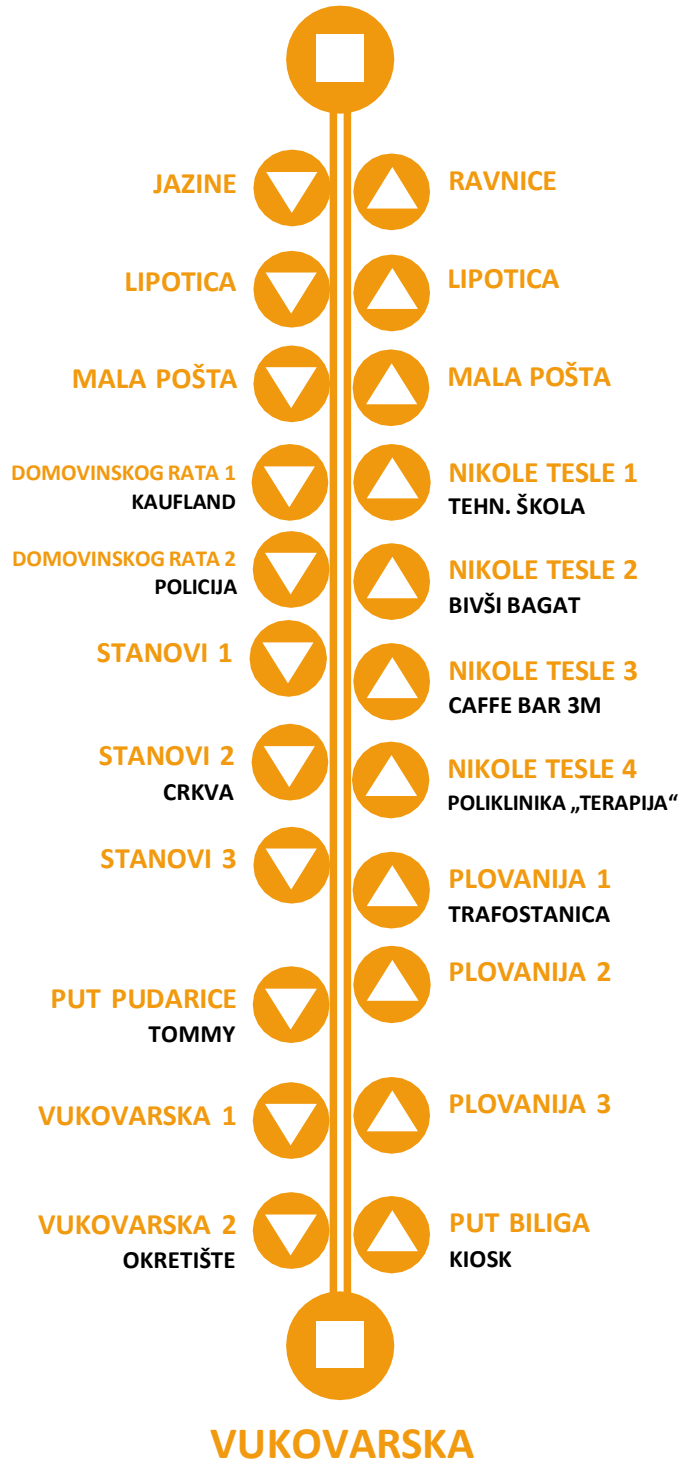 JAZINE
RAVNICE
LIPOTICA
LIPOTICA
MALA POŠTA
MALA POŠTA
DOMOVINSKOG RATA 1
KAUFLAND
NIKOLE TESLE 1
TEHN. ŠKOLA
DOMOVINSKOG RATA 2
POLICIJA
NIKOLE TESLE 2
BIVŠI BAGAT
STANOVI 1
NIKOLE TESLE 3
CAFFE BAR 3M
STANOVI 2
CRKVA
NIKOLE TESLE 4
POLIKLINIKA „TERAPIJA“
STANOVI 3
PLOVANIJA 1
TRAFOSTANICA
PUT PUDARICE
TOMMY
PLOVANIJA 2
VUKOVARSKA 1
PLOVANIJA 3
VUKOVARSKA 2
OKRETIŠTE
PUT BILIGA
KIOSK
VUKOVARSKA